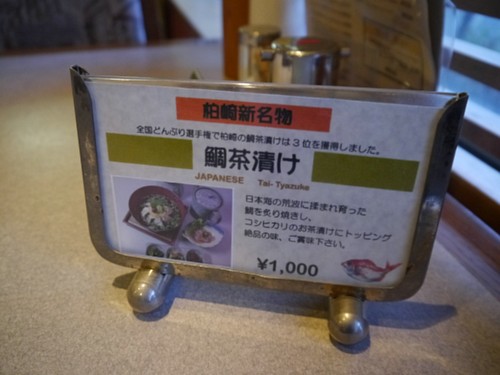 柏崎新名物
全国どんぶり選手権で柏崎の鯛茶漬けは3位を獲得しました。
鯛茶漬け
JAPANESE Tai- Tyazuke
日本海の荒波に揉まれ育った
鯛を炙り焼きし、
コシヒカリのお茶漬けにトッピング
絶品の味、ご賞味下さい。
¥1,000